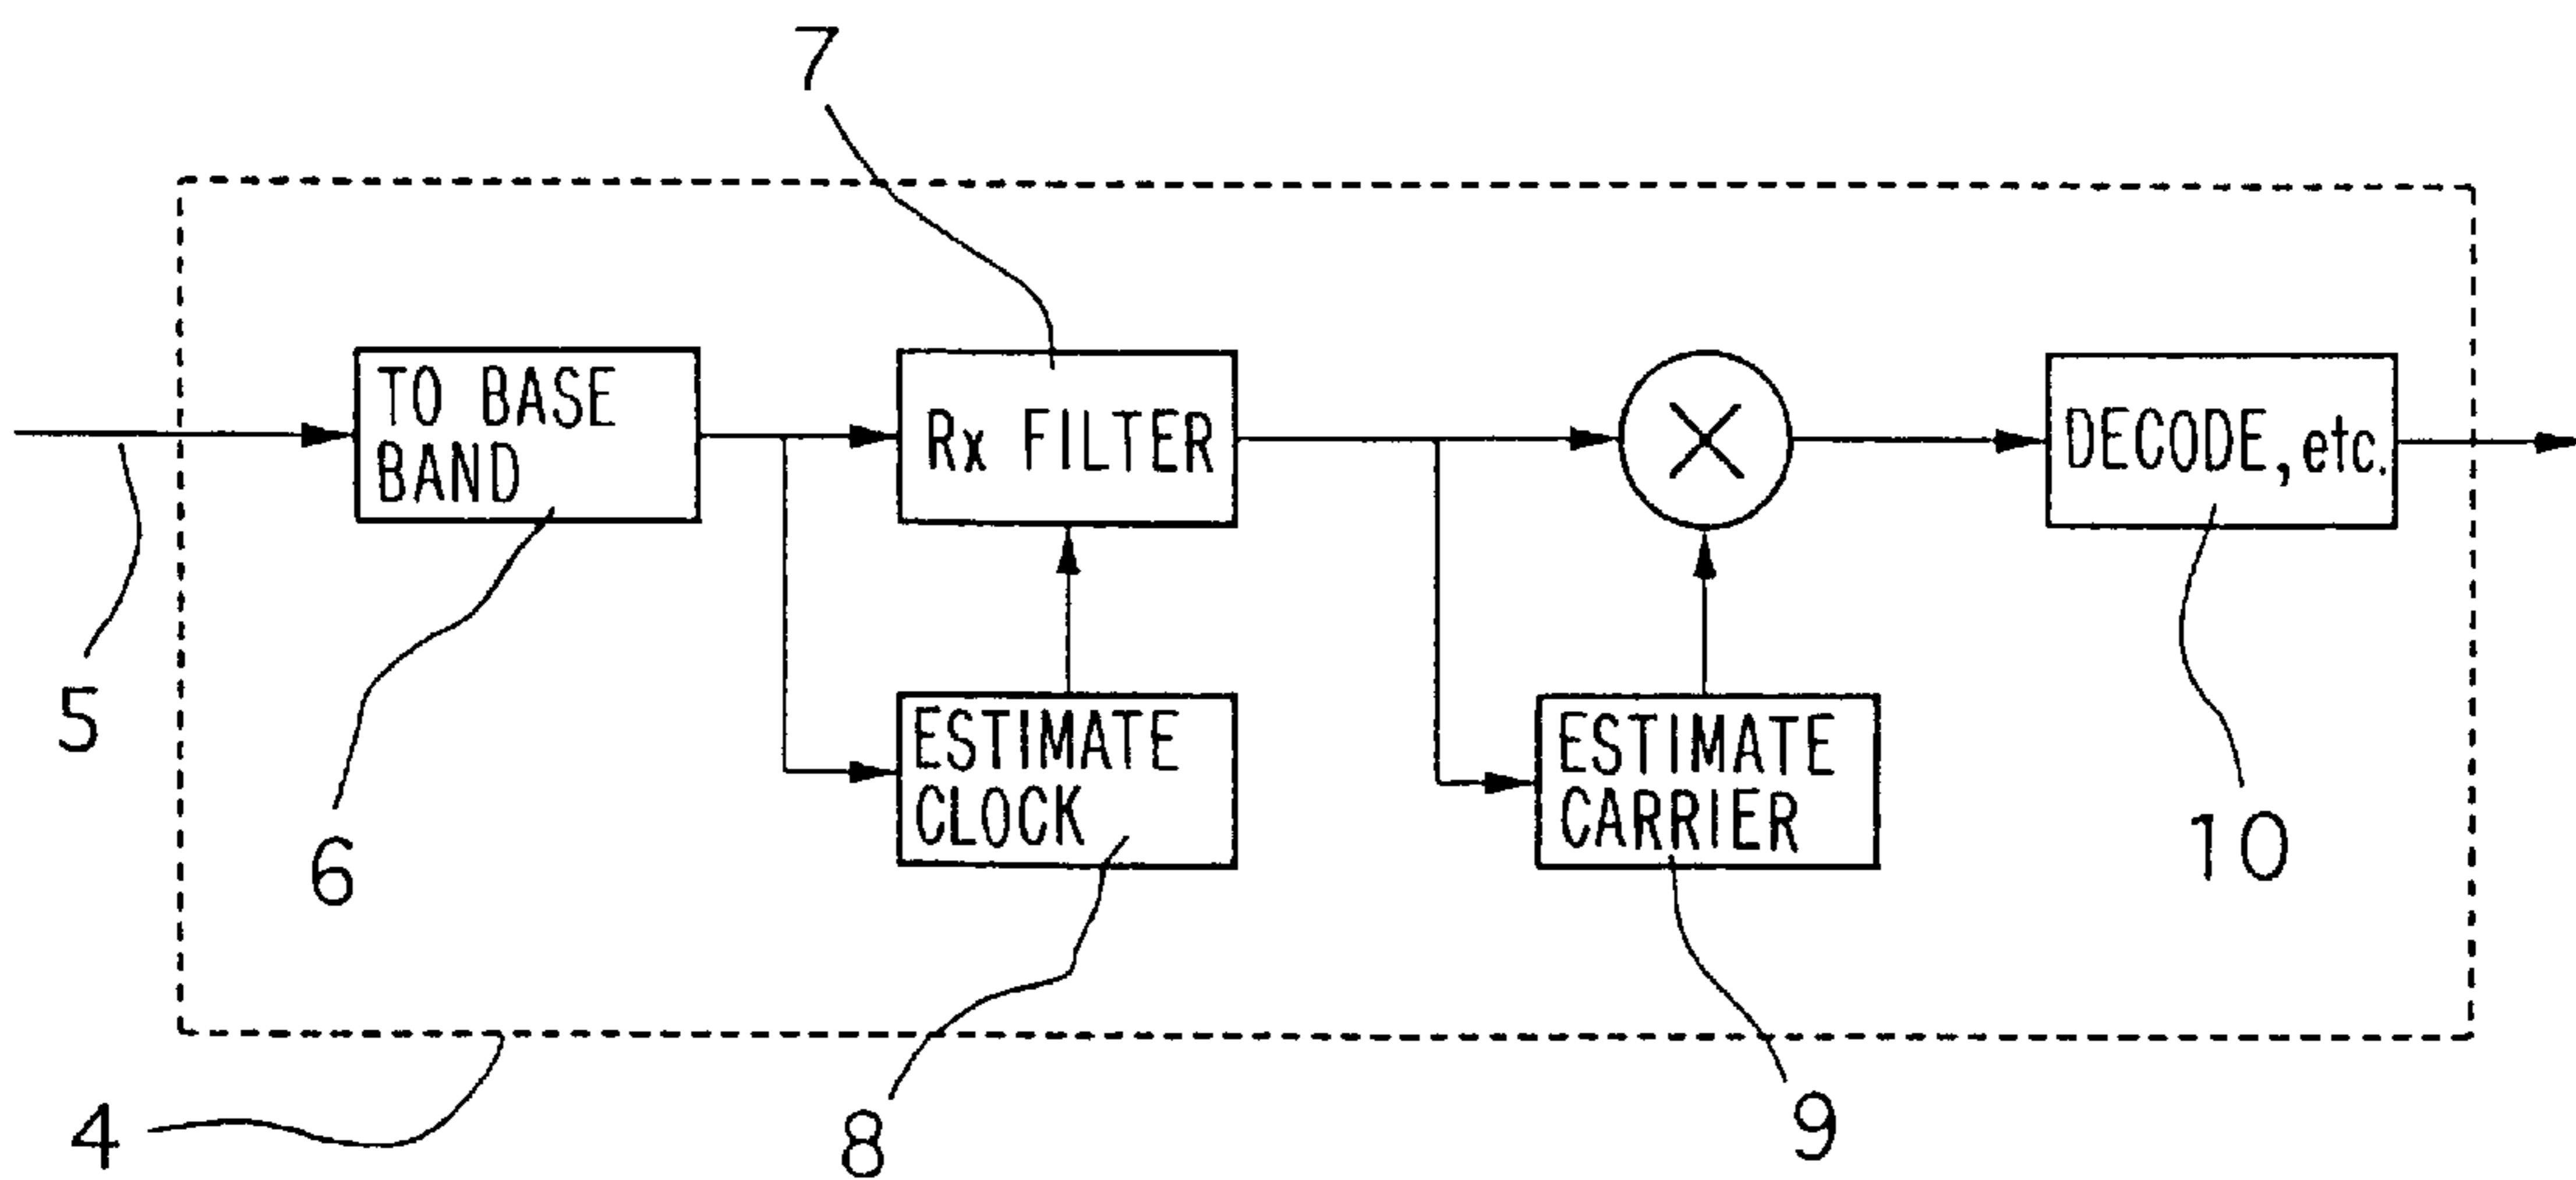 7
TO BASE
BAND
Rx FILTER
DECODE, etc.
5
ESTIMATE
CLOCK
ESTIMATE
CARRIER
6
10
4
8
9